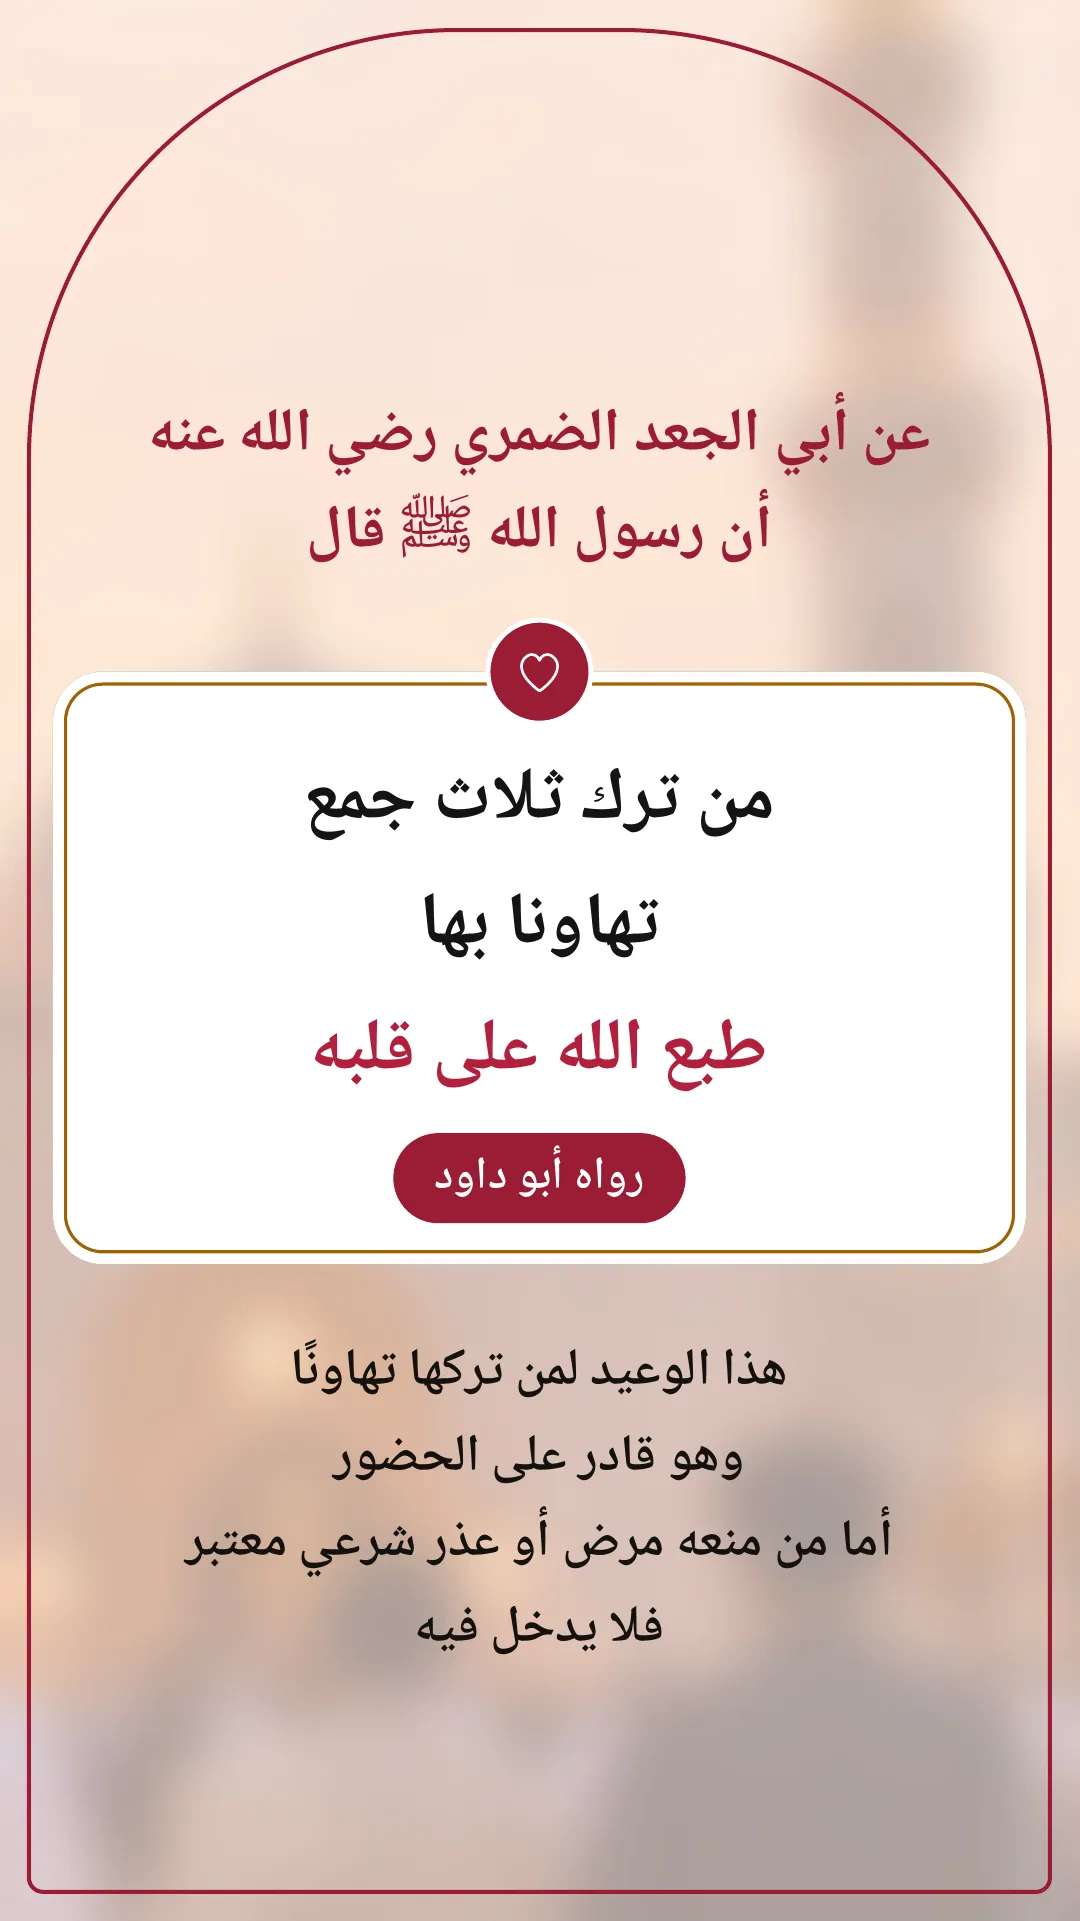 عن أبي الجعد الضمري رضي الله عنه
أن رسول الله ﷺ قال
من ترك ثلاث جمع
تهاونا بها
طبع الله على قلبه
رواه أبو داود
هذا الوعيد لمن تركها تهاونًا
وهو قادر على الحضور
أما من منعه مرض أو عذر شرعي معتبر
فلا يدخل فيه